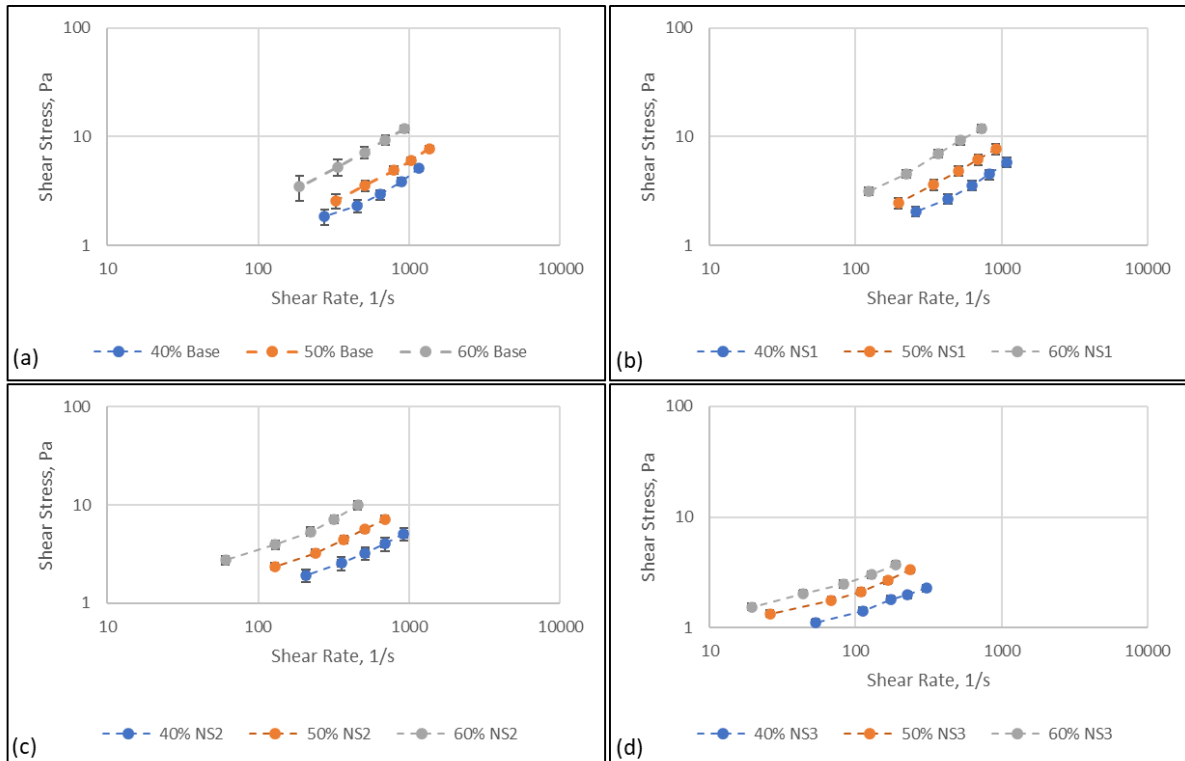 100
10
1
Shear Stress, Pa
10 100 1000 10000
Shear Rate, 1/s
(a) 40% Base 50% Base 60% Base
100
10
1
Shear Stress, Pa
10 100 1000 10000
Shear Rate, 1/s
(b) 40% NS1 50% NS1 60% NS1
100
10
1
Shear Stress, Pa
10 100 1000 10000
Shear Rate, 1/s
(c) 40% NS2 50% NS2 60% NS2
100
10
1
Shear Stress, Pa
10 100 1000 10000
Shear Rate, 1/s
(d) 40% NS3 50% NS3 60% NS3